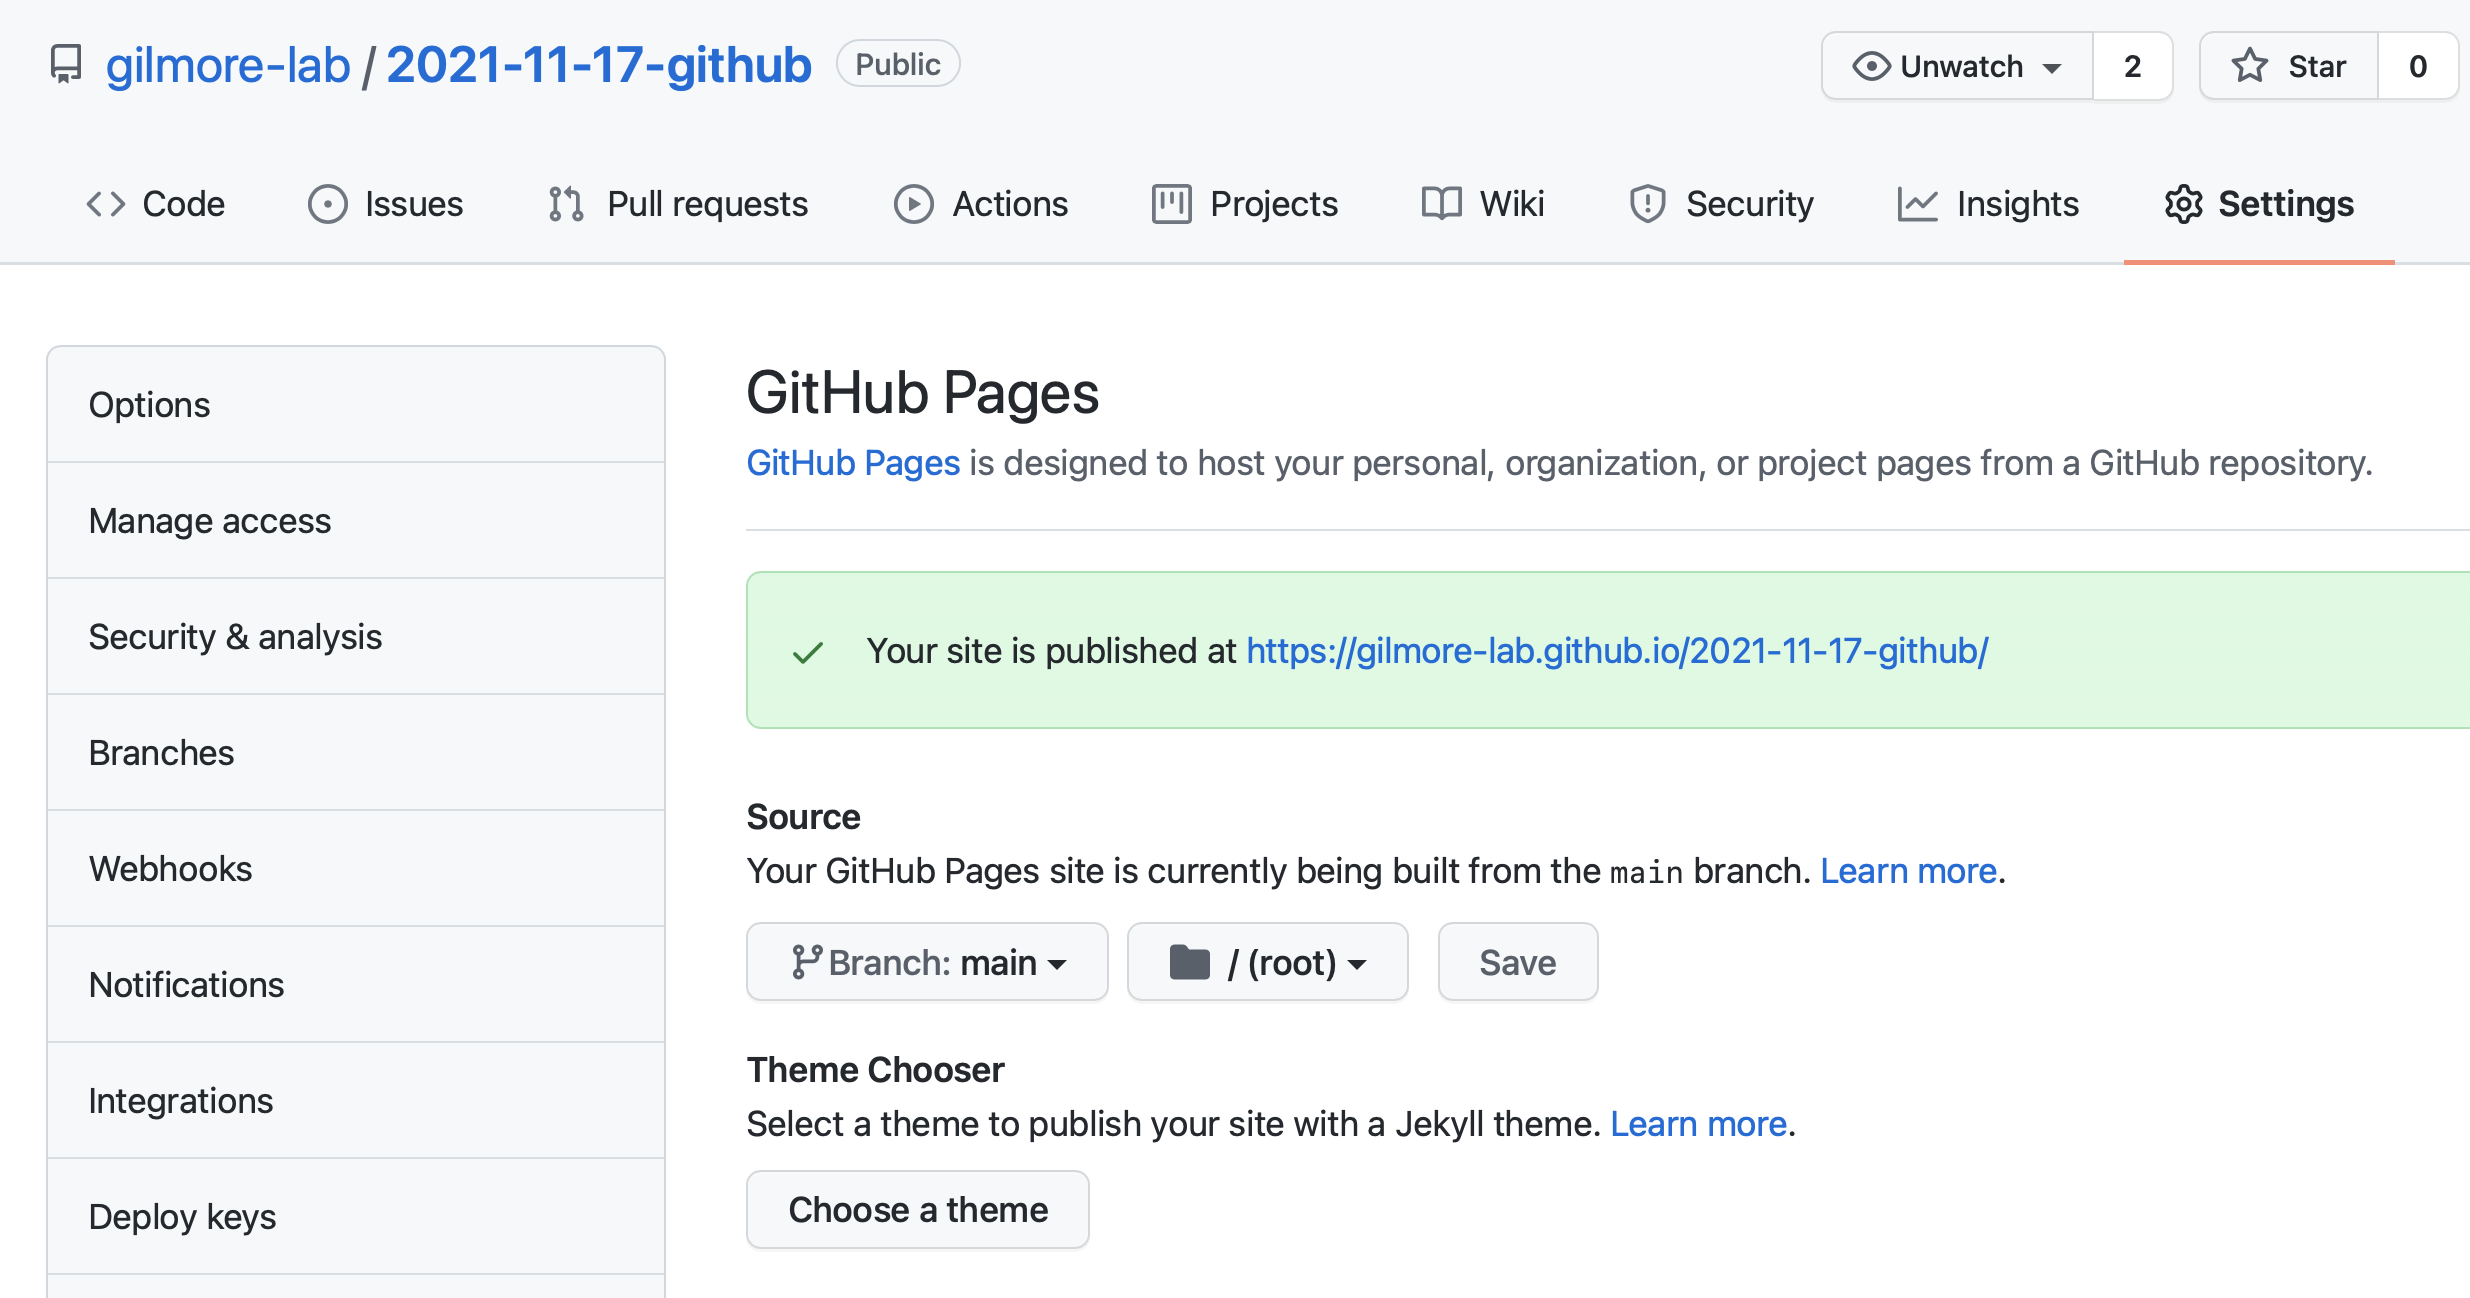 gilmore-lab / 2021-11-17-github Public Unwatch 2 Star 0
Code Issues Pull requests Actions Projects Wiki Security Insights Settings
Options
Manage access
Security & analysis
Branches
Webhooks
Notifications
Integrations
Deploy keys
GitHub Pages
GitHub Pages is designed to host your personal, organization, or project pages from a GitHub repository.
Your site is published at https://gilmore-lab.github.io/2021-11-17-github/
Source
Your GitHub Pages site is currently being built from the main branch. Learn more.
Branch: main / (root) Save
Theme Chooser
Select a theme to publish your site with a Jekyll theme. Learn more.
Choose a theme